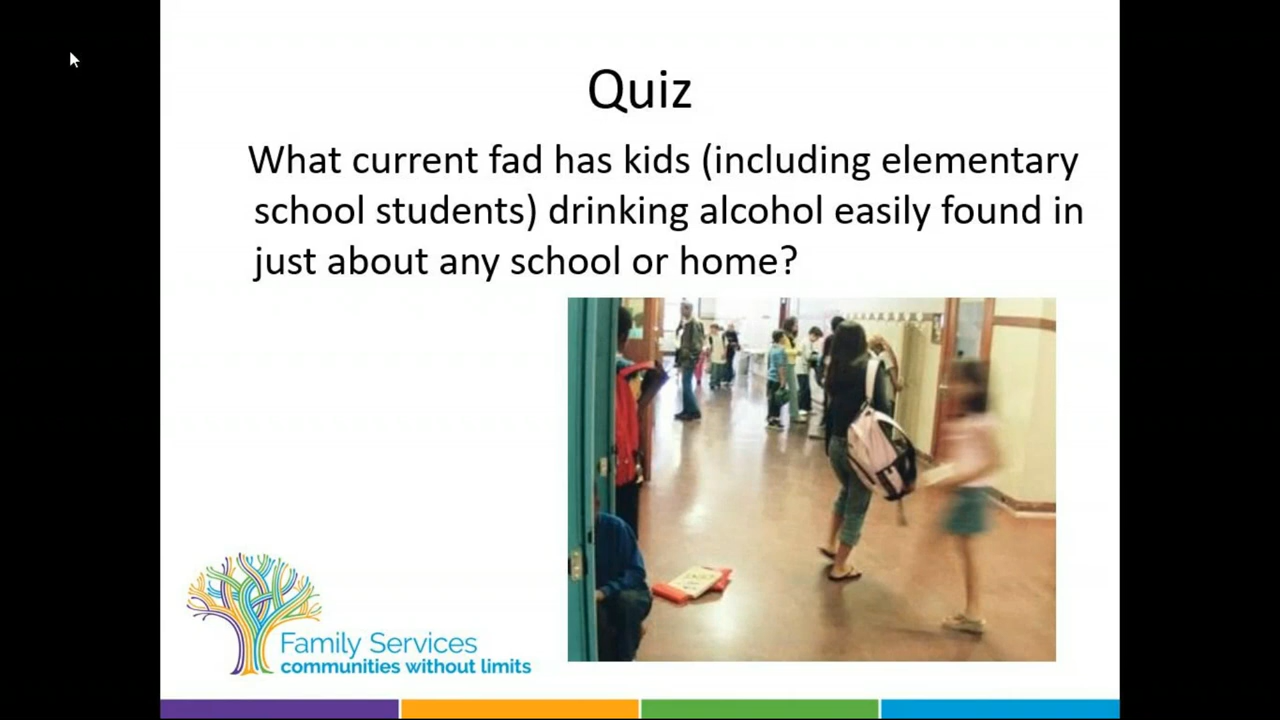 Quiz
What current fad has kids (including elementary
school students) drinking alcohol easily found in
just about any school or home?
Family Services
communities without limits